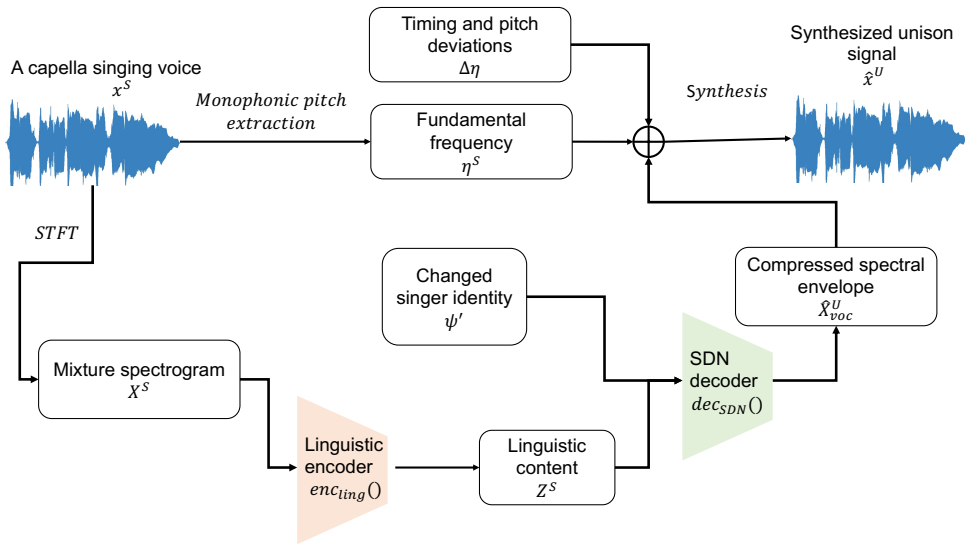 Timing and pitch
deviations
Δη
A capella singing voice
x^S
Monophonic pitch
extraction
Fundamental
frequency
η^S
Synthesis
Synthesized unison
signal
x̂^U
STFT
Changed
singer identity
ψ′
Compressed spectral
envelope
X̂^U_voc
Mixture spectrogram
X^S
SDN
decoder
dec_SDN()
Linguistic
encoder
enc_ling()
Linguistic
content
Z^S